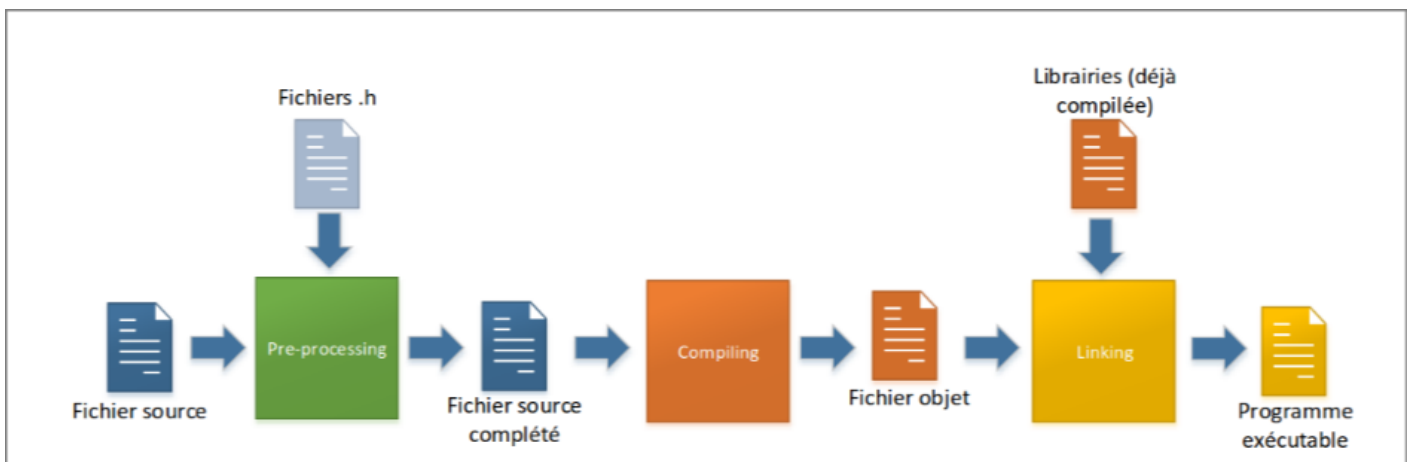 Fichiers .h
Librairies (déjà
compilée)
Pre-processing
Compiling
Linking
Fichier source
Fichier source
complété
Fichier objet
Programme
exécutable